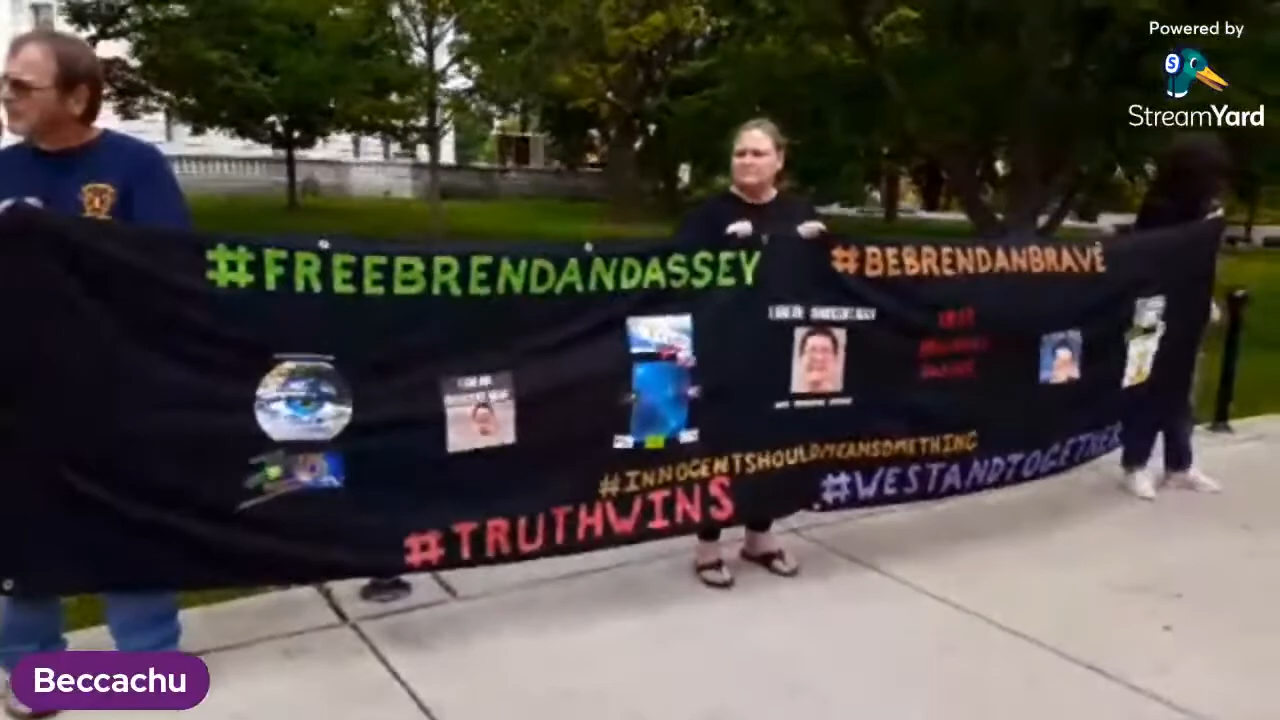 Powered by
StreamYard
#FREEBRENDANDASSEY
#BEBRENDANBRAVE
#INNOCENTSHOULDMEANSOMETHING
#TRUTHWINS
#WESTANDTOGETHER
Beccachu